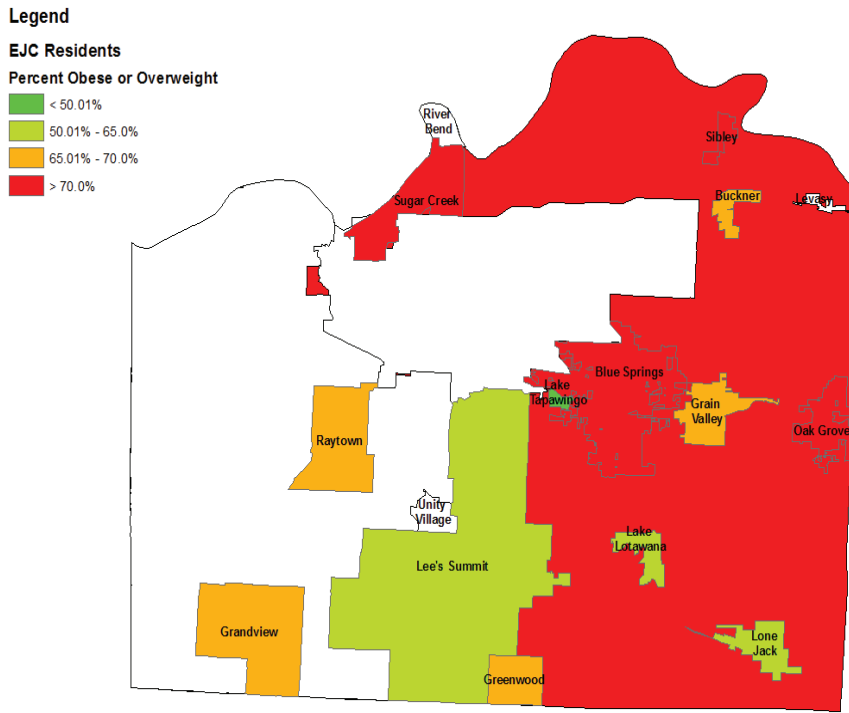 Legend
EJC Residents
Percent Obese or Overweight
< 50.01%
50.01% - 65.0%
65.01% - 70.0%
> 70.0%
River
Bend
Sibley
Sugar Creek
Buckner
Levasy
Blue Springs
Lake
Tapawingo
Grain
Valley
Oak Grove
Raytown
Unity
Village
Lake
Lotawana
Lee's Summit
Grandview
Lone
Jack
Greenwood